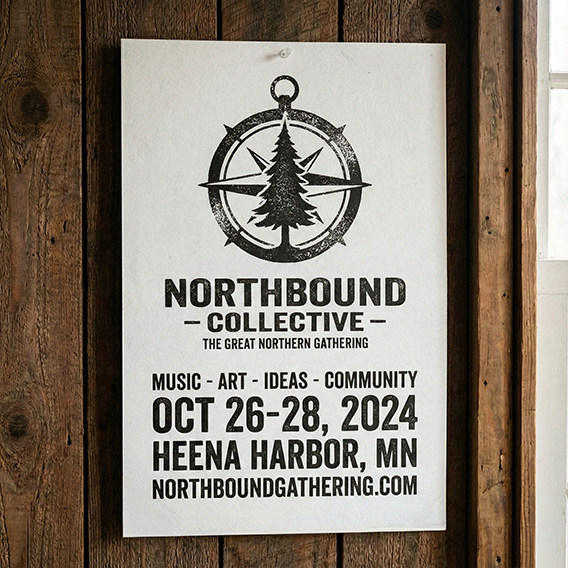 NORTHBOUND
- COLLECTIVE -
THE GREAT NORTHERN GATHERING
MUSIC - ART - IDEAS - COMMUNITY
OCT 26-28, 2024
HEENA HARBOR, MN
NORTHBOUNDGATHERING.COM